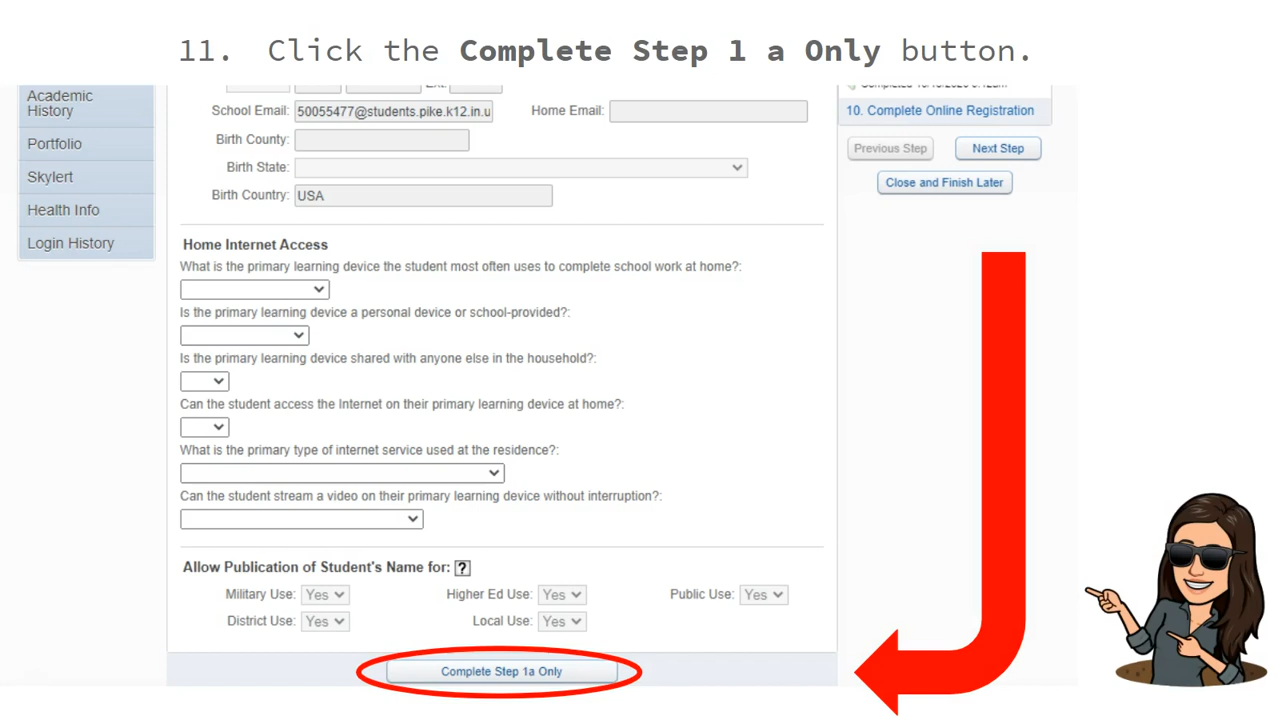 11. Click the Complete Step 1 a Only button.
Academic
History
Portfolio
Skylert
Health Info
Login History
School Email: 50055477@students.pike.k12.in.u Home Email:
Birth County:
Birth State:
Birth Country: USA
Home Internet Access
What is the primary learning device the student most often uses to complete school work at home?:
Is the primary learning device a personal device or school-provided?:
Is the primary learning device shared with anyone else in the household?:
Can the student access the Internet on their primary learning device at home?:
What is the primary type of internet service used at the residence?:
Can the student stream a video on their primary learning device without interruption?:
Allow Publication of Student's Name for: ?
Military Use: Yes Higher Ed Use: Yes Public Use: Yes
District Use: Yes Local Use: Yes
Complete Step 1a Only
10. Complete Online Registration
Previous Step Next Step
Close and Finish Later